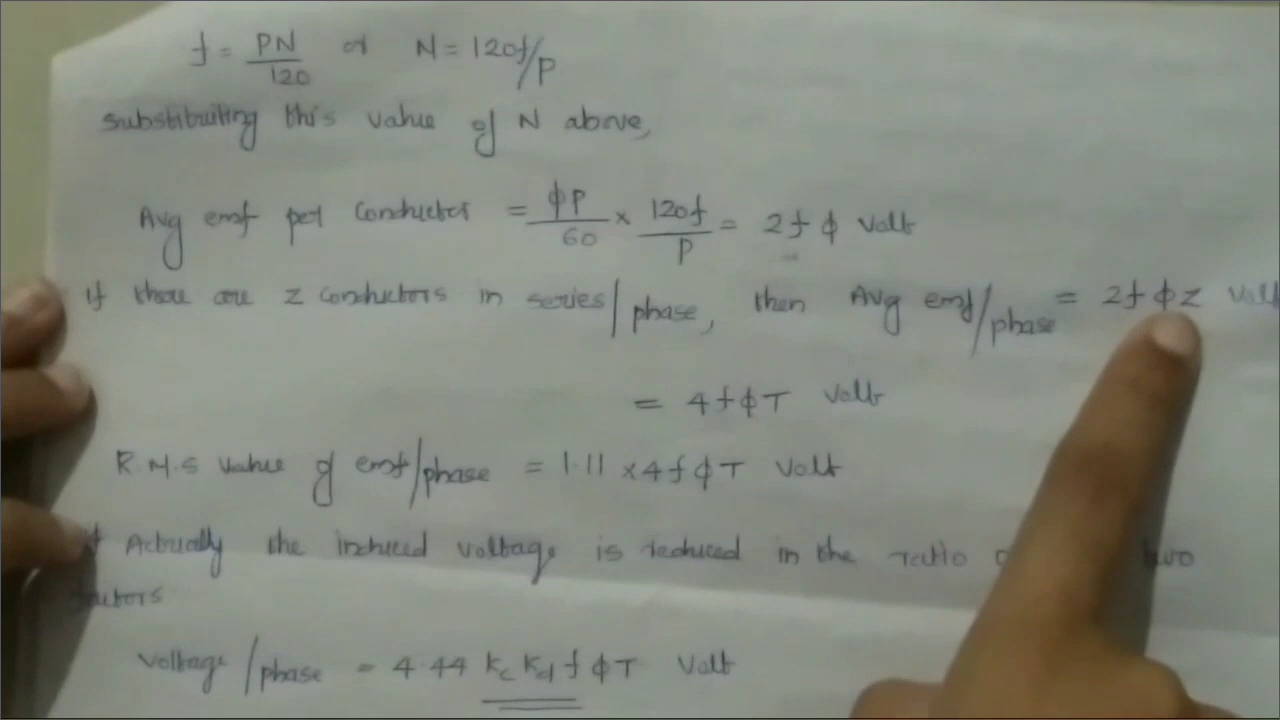 f = PN/120 or N = 120f/P
substituting this value of N above,
Avg emf per conductor = ϕP/60 × 120f/P = 2fϕ Volt
if there are Z conductors in series/phase, then Avg emf/phase = 2fϕZ Volt
= 4fϕT Volt
R.M.S value of emf/phase = 1.11 × 4fϕT Volt
Actually the induced voltage is reduced in the ratio two
Voltage/phase = 4.44 Kc Kd f ϕT Volt